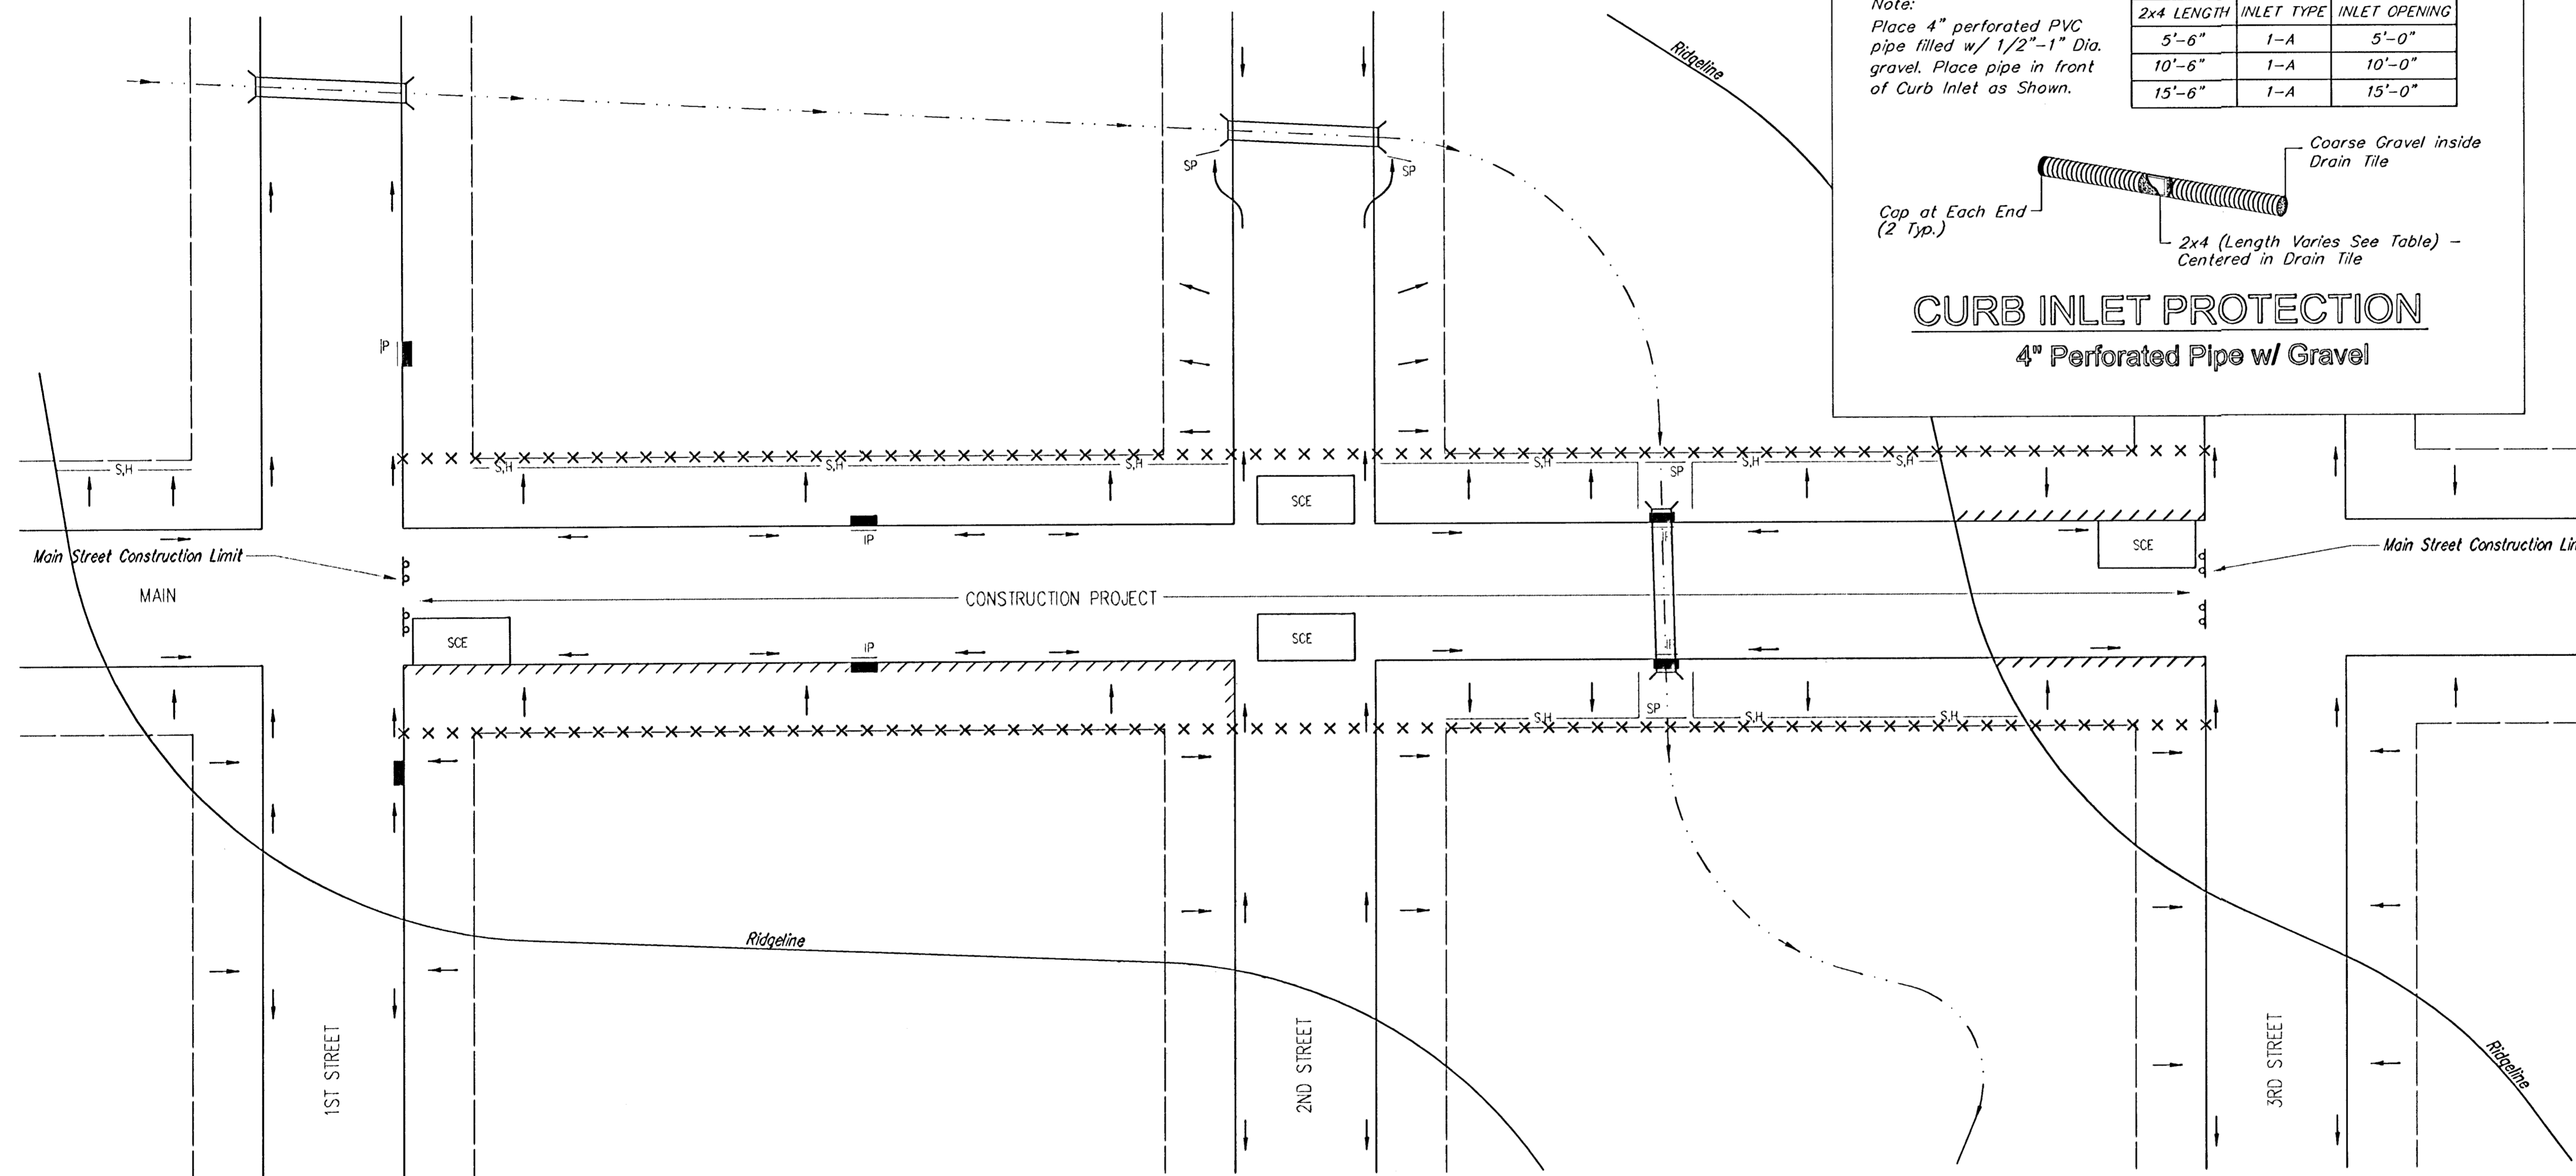 Note:
Place 4" perforated PVC
pipe filled w/ 1/2"-1" Dia.
gravel. Place pipe in front
of Curb Inlet as Shown.
2x4 LENGTH INLET TYPE INLET OPENING
5'-6" 1-A 5'-0"
10'-6" 1-A 10'-0"
15'-6" 1-A 15'-0"
Coarse Gravel inside
Drain Tile
Cap at Each End
(2 Typ.)
2x4 (Length Varies See Table) -
Centered in Drain Tile
CURB INLET PROTECTION
4" Perforated Pipe w/ Gravel
Ridgeline
SP
SP
IP
S,H
S,H
S,H
S,H
S,H
S,H
S,H
SP
SCE
IP
SCE
Main Street Construction Limit
Main Street Construction Lim
MAIN
CONSTRUCTION PROJECT
SCE
IP
SCE
S,H
SP
S,H
S,H
Ridgeline
1ST STREET
2ND STREET
3RD STREET
Ridgeline